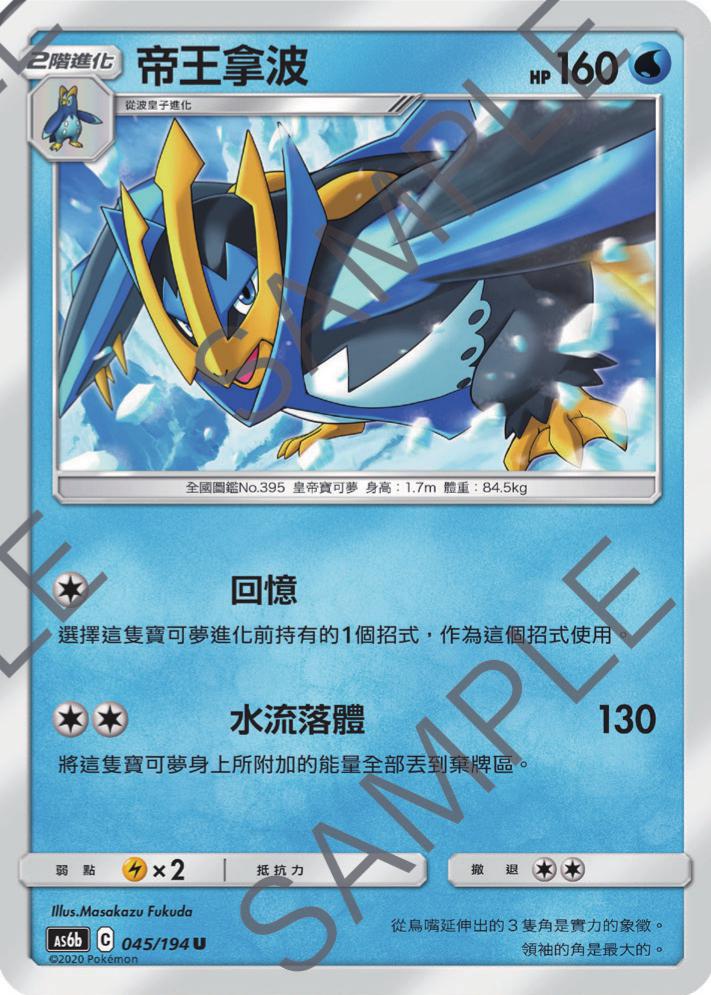 2階進化 帝王拿波 HP 160
從波皇子進化
SAMPLE
全國圖鑑No.395 皇帝寶可夢 身高：1.7m 體重：84.5kg
回憶
選擇這隻寶可夢進化前持有的1個招式，作為這個招式使用。
水流落體 130
將這隻寶可夢身上所附加的能量全部丟到棄牌區。
SAMPLE
弱點 ×2 抵抗力 撤退
Illus.Masakazu Fukuda
AS6b C 045/194 U
©2020 Pokémon
從鳥嘴延伸出的３隻角是實力的象徵。
領袖的角是最大的。